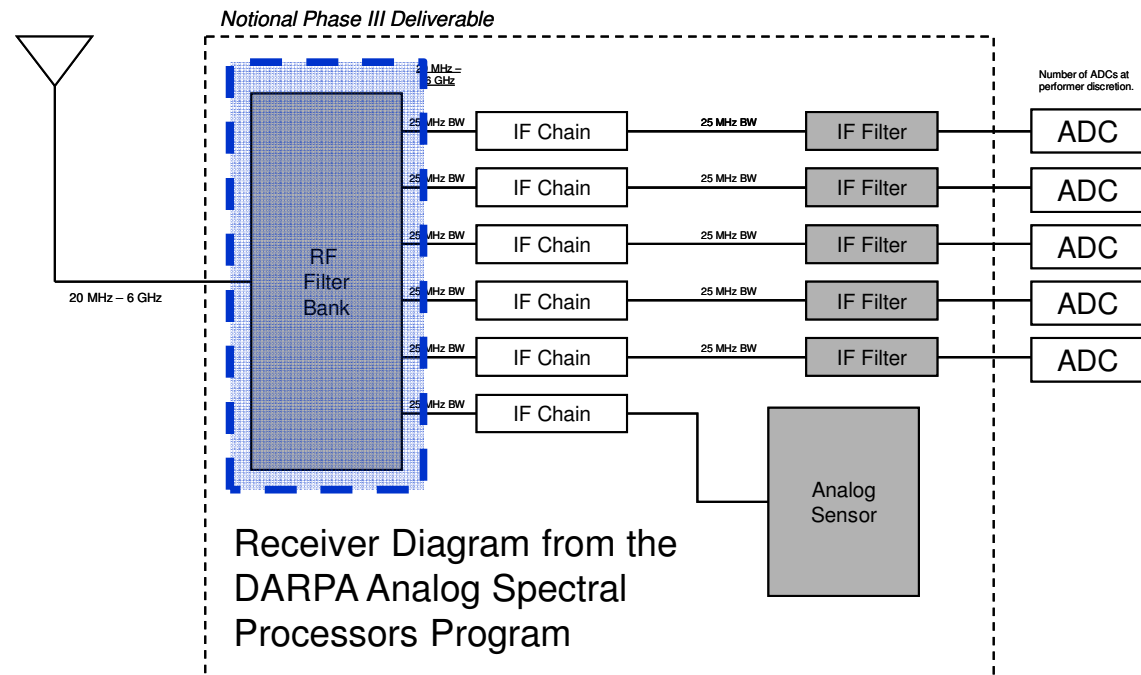 Notional Phase III Deliverable
20 MHz –
6 GHz
Number of ADCs at
performer discretion.
25 MHz BW
IF Chain
25 MHz BW
IF Filter
ADC
25 MHz BW
IF Chain
25 MHz BW
IF Filter
ADC
25 MHz BW
IF Chain
25 MHz BW
IF Filter
ADC
RF
Filter
Bank
20 MHz – 6 GHz
25 MHz BW
IF Chain
25 MHz BW
IF Filter
ADC
25 MHz BW
IF Chain
25 MHz BW
IF Filter
ADC
25 MHz BW
IF Chain
Analog
Sensor
Receiver Diagram from the
DARPA Analog Spectral
Processors Program